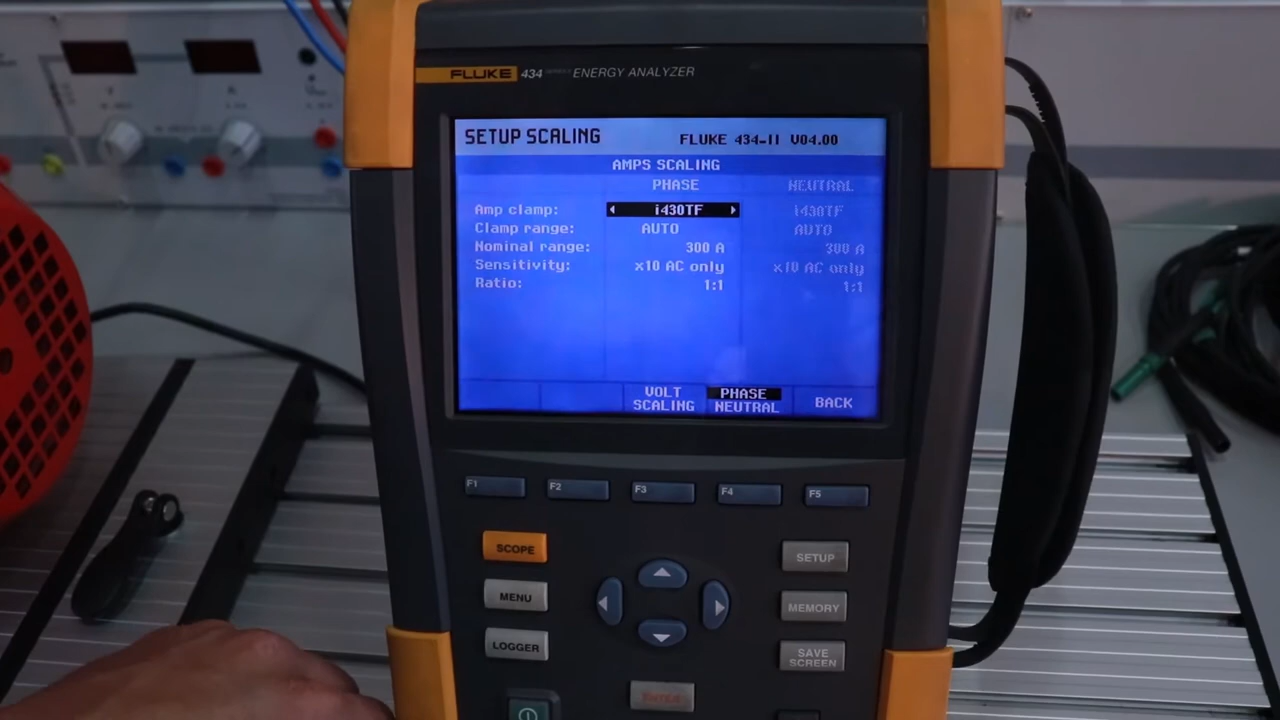 FLUKE 434 ENERGY ANALYZER
SETUP SCALING FLUKE 434-II V04.00
AMPS SCALING
PHASE NEUTRAL
Amp clamp: i430TF i430TF
Clamp range: AUTO AUTO
Nominal range: 300 A 300 A
Sensitivity: x10 AC only x10 AC only
Ratio: 1:1 1:1
VOLT SCALING PHASE NEUTRAL BACK
F1 F2 F3 F4 F5
SCOPE SETUP
MENU MEMORY
LOGGER SAVE SCREEN
ENTER